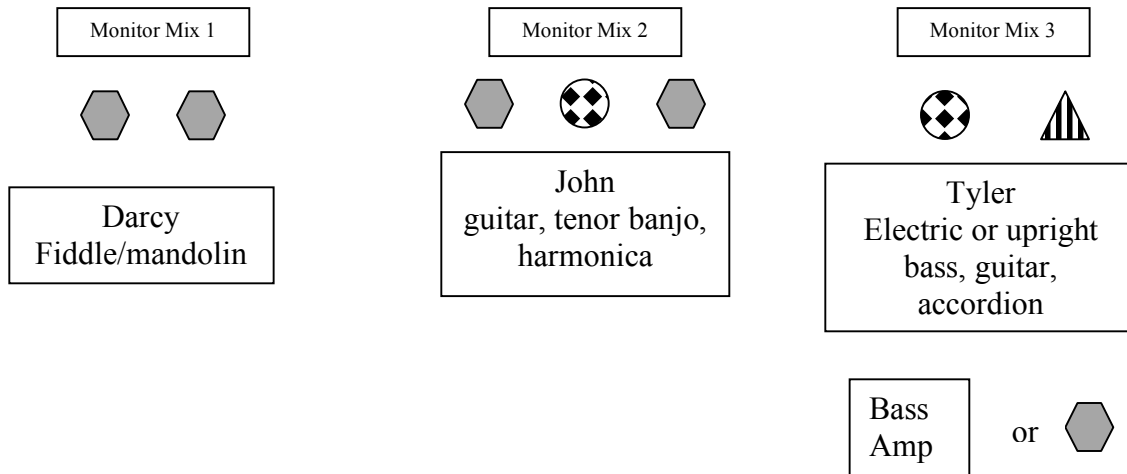 Monitor Mix 1
Monitor Mix 2
Monitor Mix 3
Darcy
Fiddle/mandolin
John
guitar, tenor banjo,
harmonica
Tyler
Electric or upright
bass, guitar,
accordion
Bass
Amp
or